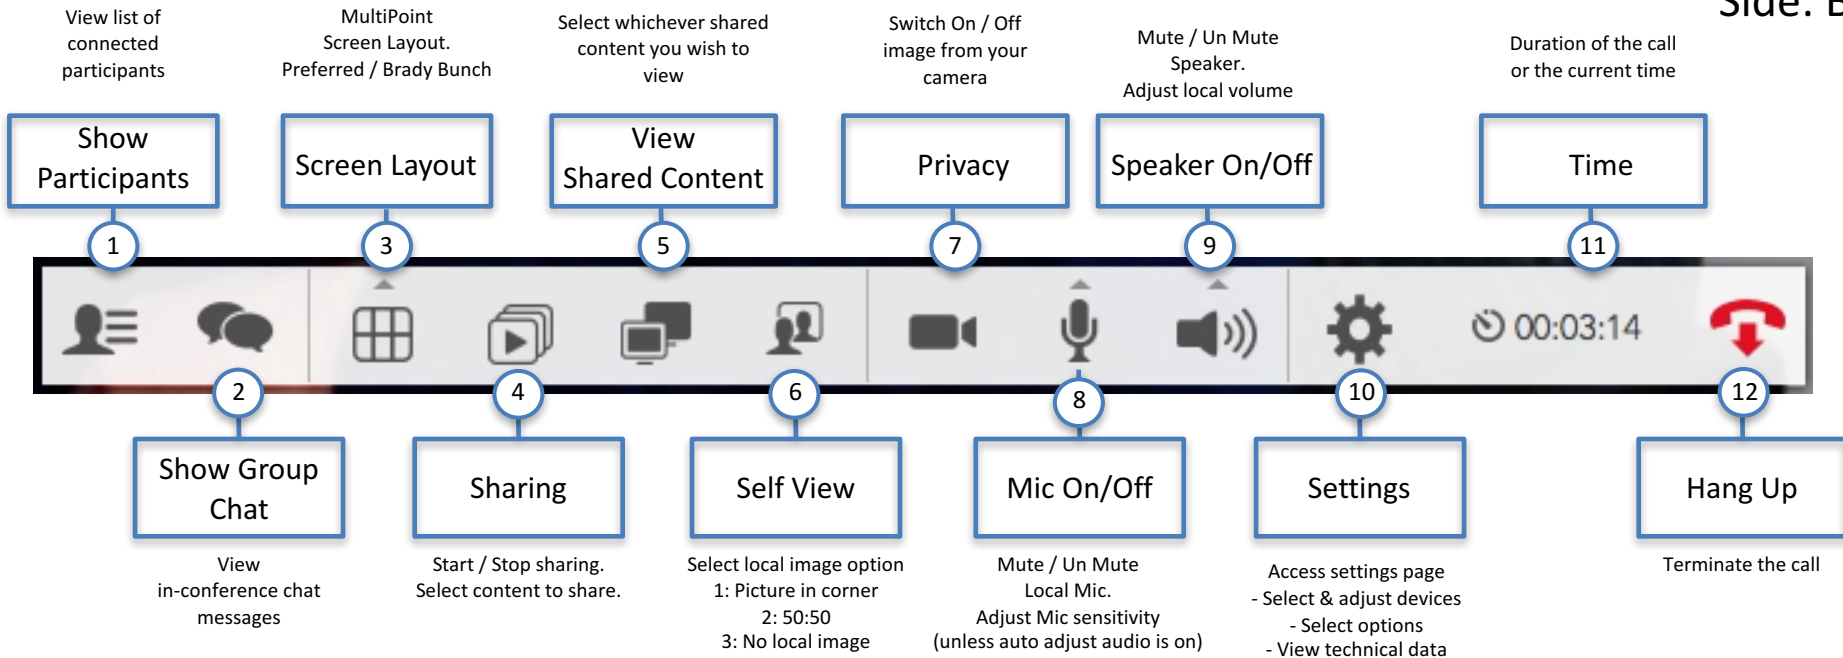 Side: B
View list of
connected
participants
MultiPoint
Screen Layout.
Preferred / Brady Bunch
Select whichever shared
content you wish to
view
Switch On / Off
image from your
camera
Mute / Un Mute
Speaker.
Adjust local volume
Duration of the call
or the current time
Show
Participants
Screen Layout
View
Shared Content
Privacy
Speaker On/Off
Time
1
3
5
7
9
11
00:03:14
2
4
6
8
10
12
Show Group
Chat
Sharing
Self View
Mic On/Off
Settings
Hang Up
View
in-conference chat
messages
Start / Stop sharing.
Select content to share.
Select local image option
1: Picture in corner
2: 50:50
3: No local image
Mute / Un Mute
Local Mic.
Adjust Mic sensitivity
(unless auto adjust audio is on)
Access settings page
- Select & adjust devices
- Select options
- View technical data
Terminate the call